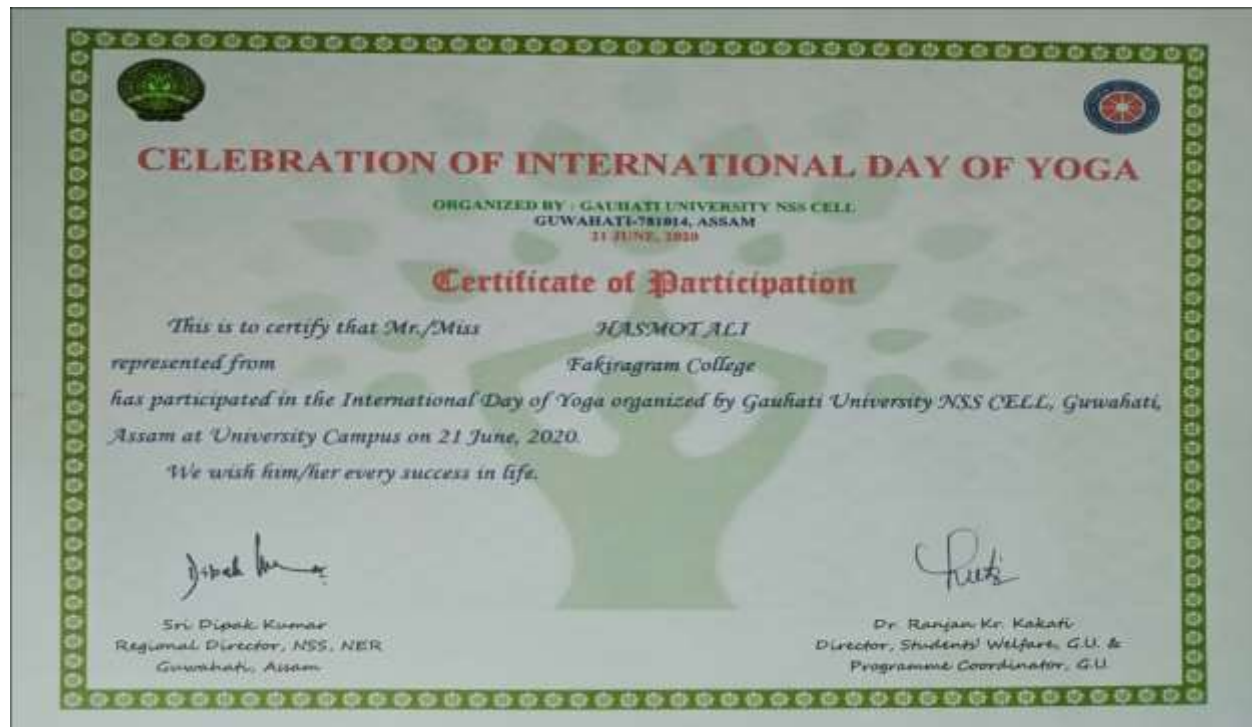 CELEBRATION OF INTERNATIONAL DAY OF YOGA
ORGANIZED BY : GAUHATI UNIVERSITY NSS CELL
GUWAHATI-781014, ASSAM
21 JUNE, 2020
Certificate of Participation
This is to certify that Mr./Miss HASMOT ALI
represented from Fakiragram College
has participated in the International Day of Yoga organized by Gauhati University NSS CELL, Guwahati,
Assam at University Campus on 21 June, 2020.
We wish him/her every success in life.
Dipak
Sri Dipak Kumar
Regional Director, NSS, NER
Guwahati, Assam
Dr. Ranjan Kr. Kakati
Director, Students' Welfare, G.U. &
Programme Coordinator, G.U.